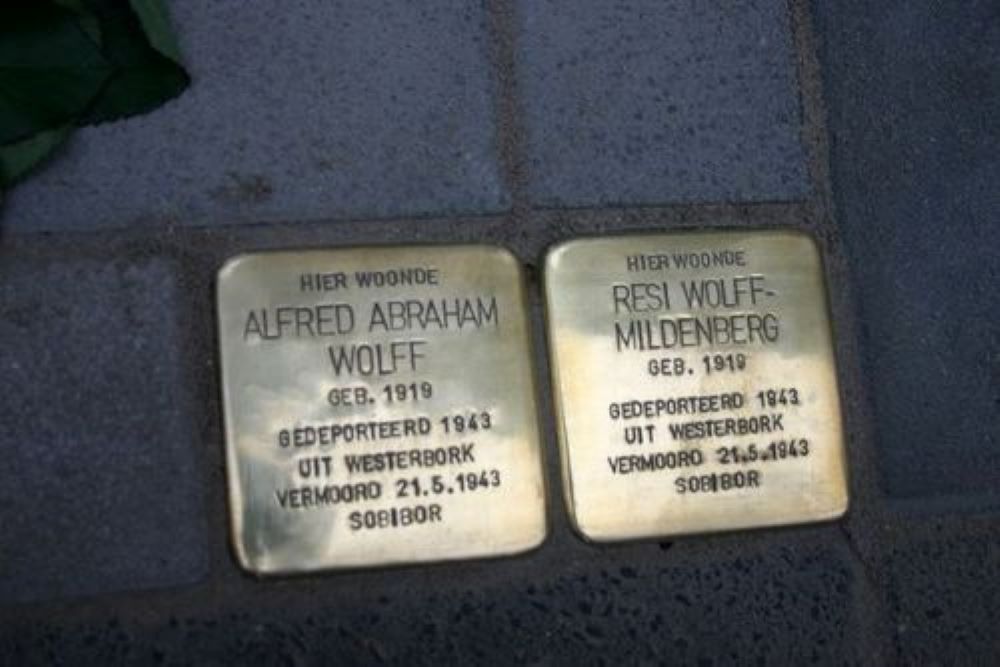 HIER WOONDE
ALFRED ABRAHAM
WOLFF
GEB. 1919
GEDEPORTEERD 1943
UIT WESTERBORK
VERMOORD 21.5.1943
SOBIBOR
HIER WOONDE
RESI WOLFF-
MILDENBERG
GEB. 1919
GEDEPORTEERD 1943
UIT WESTERBORK
VERMOORD 21.5.1943
SOBIBOR